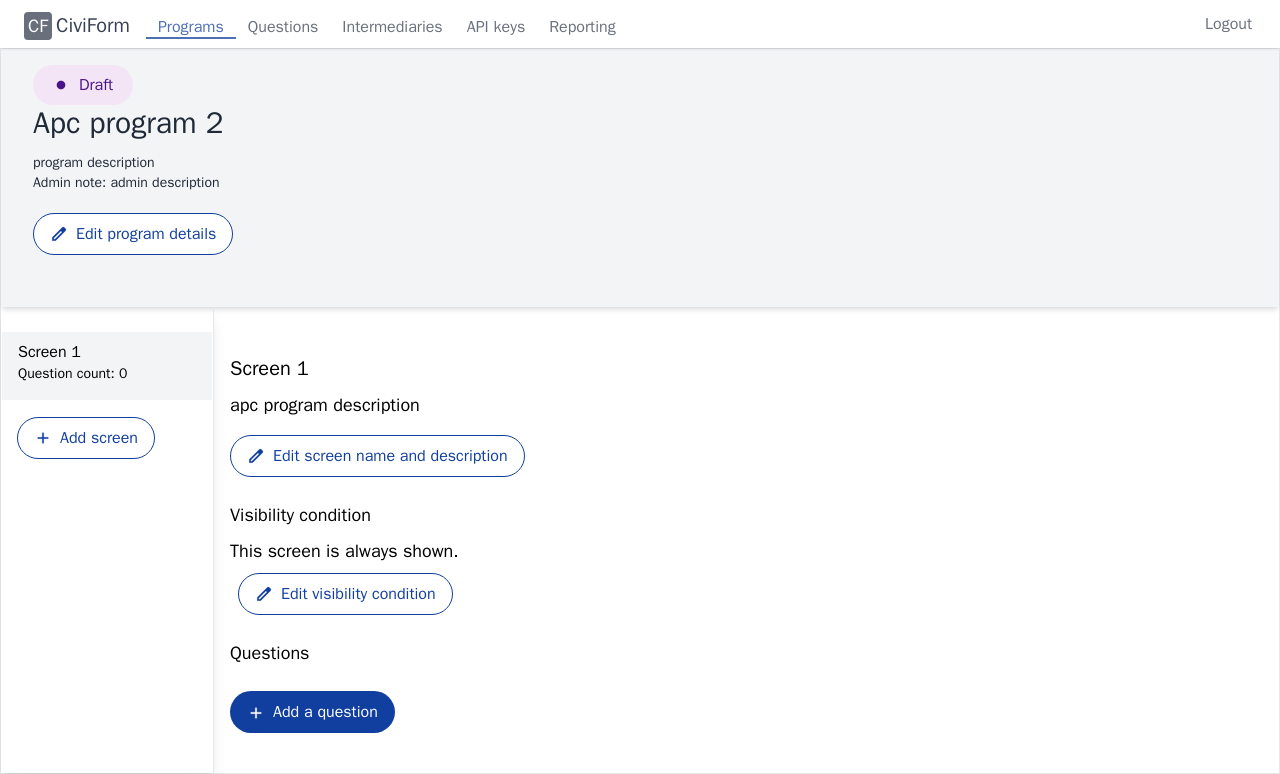 CF CiviForm Programs Questions Intermediaries API keys Reporting Logout
Draft
Apc program 2
program description
Admin note: admin description
Edit program details
Screen 1
Question count: 0
Add screen
Screen 1
apc program description
Edit screen name and description
Visibility condition
This screen is always shown.
Edit visibility condition
Questions
Add a question